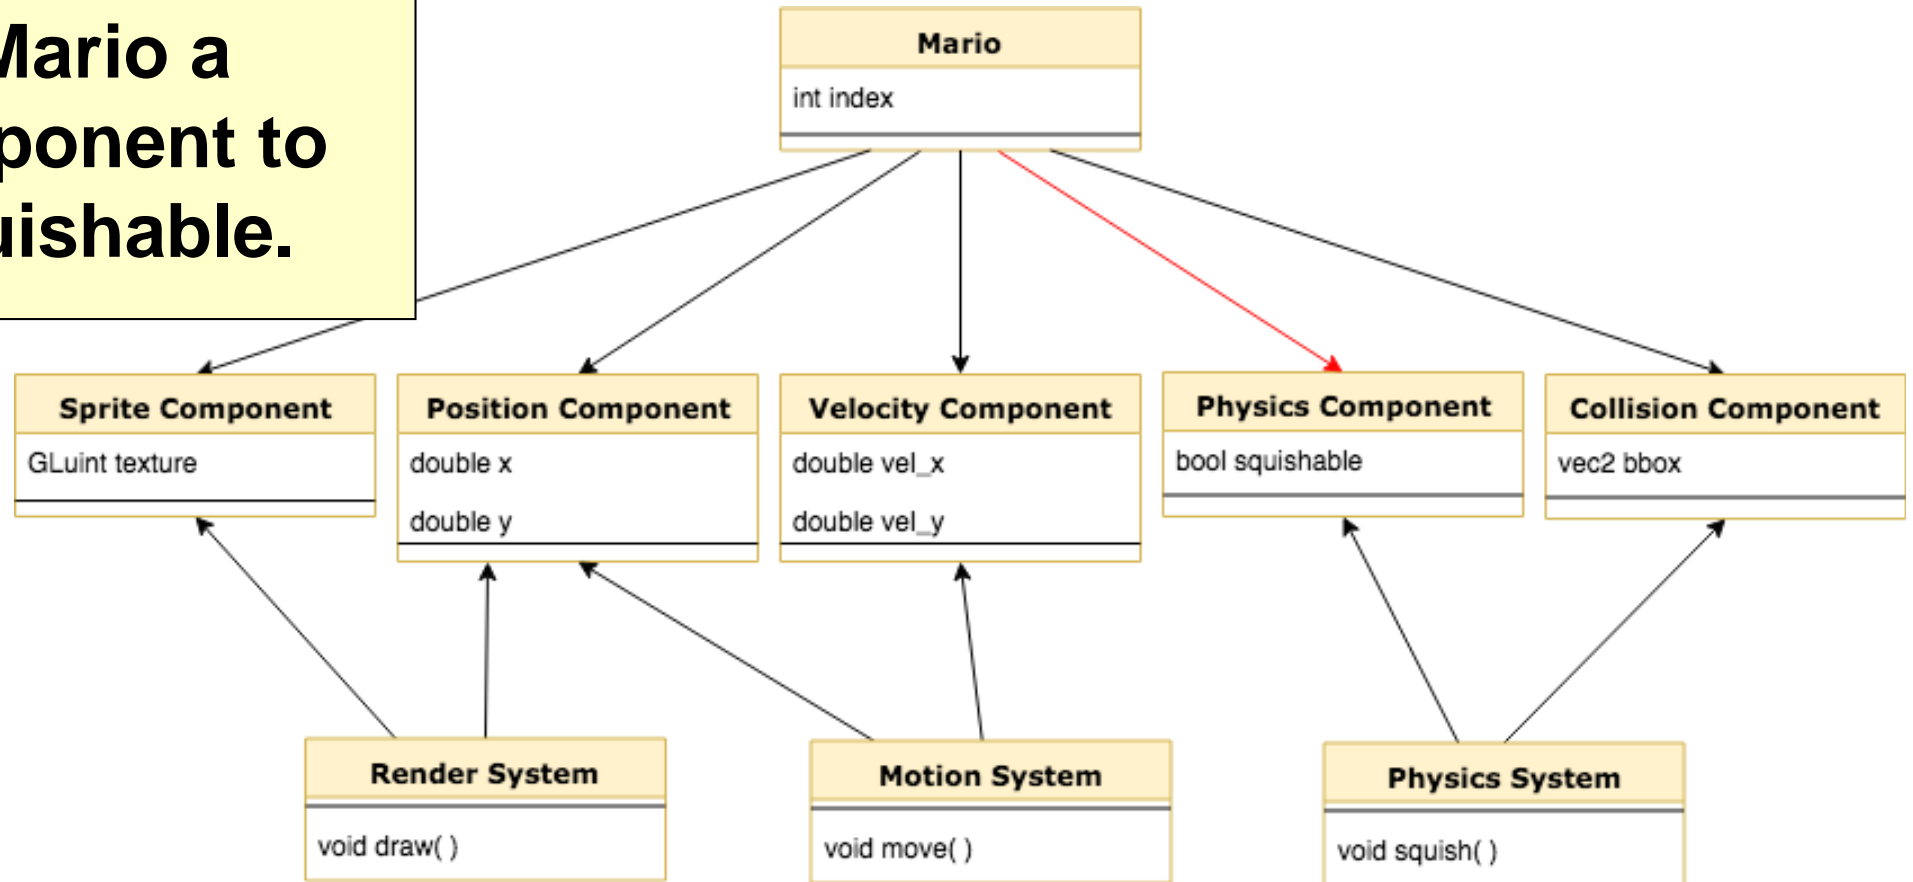 Mario a
ponent to
uishable.
Mario
int index
Sprite Component
GLuint texture
Position Component
double x
double y
Velocity Component
double vel_x
double vel_y
Physics Component
bool squishable
Collision Component
vec2 bbox
Render System
void draw( )
Motion System
void move( )
Physics System
void squish( )